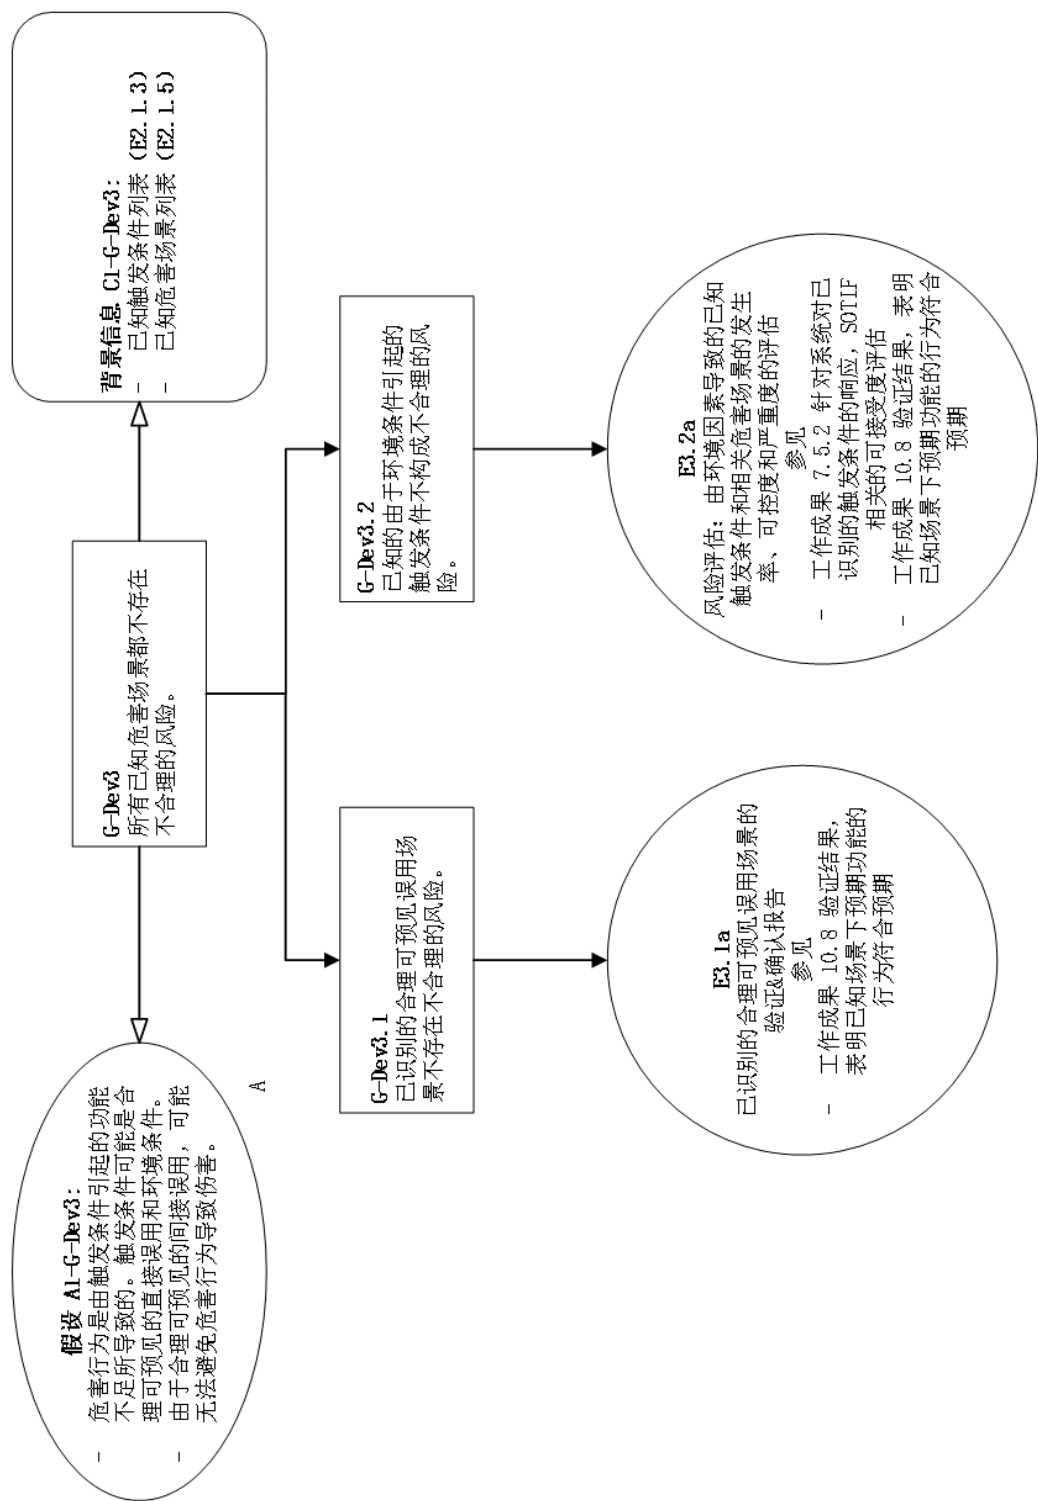 假设 A1-G-Dev3:
- 危害行为是由触发条件引起的功能
不足所导致的。触发条件可能是合
理可预见的直接误用和环境条件。
- 由于合理可预见的间接误用，可能
无法避免危害行为导致伤害。
A
G-Dev3
所有已知危害场景都不存在
不合理的风险。
背景信息 C1-G-Dev3:
- 已知触发条件列表（E2.1.3）
- 已知危害场景列表（E2.1.5）
G-Dev3.1
已识别的合理可预见误用场
景不存在不合理的风险。
G-Dev3.2
已知的由于环境条件引起的
触发条件不构成不合理的风
险。
E3.1a
已识别的合理可预见误用场景的
验证&确认报告
参见
- 工作成果 10.8 验证结果，
表明已知场景下预期功能的
行为符合预期
E3.2a
风险评估：由环境因素导致的已知
触发条件和相关危害场景的发生
率、可控度和严重度的评估
参见
- 工作成果 7.5.2 针对系统对已
识别的触发条件的响应，SOTIF
相关的可接受度评估
- 工作成果 10.8 验证结果，表明
已知场景下预期功能的行为符合
预期